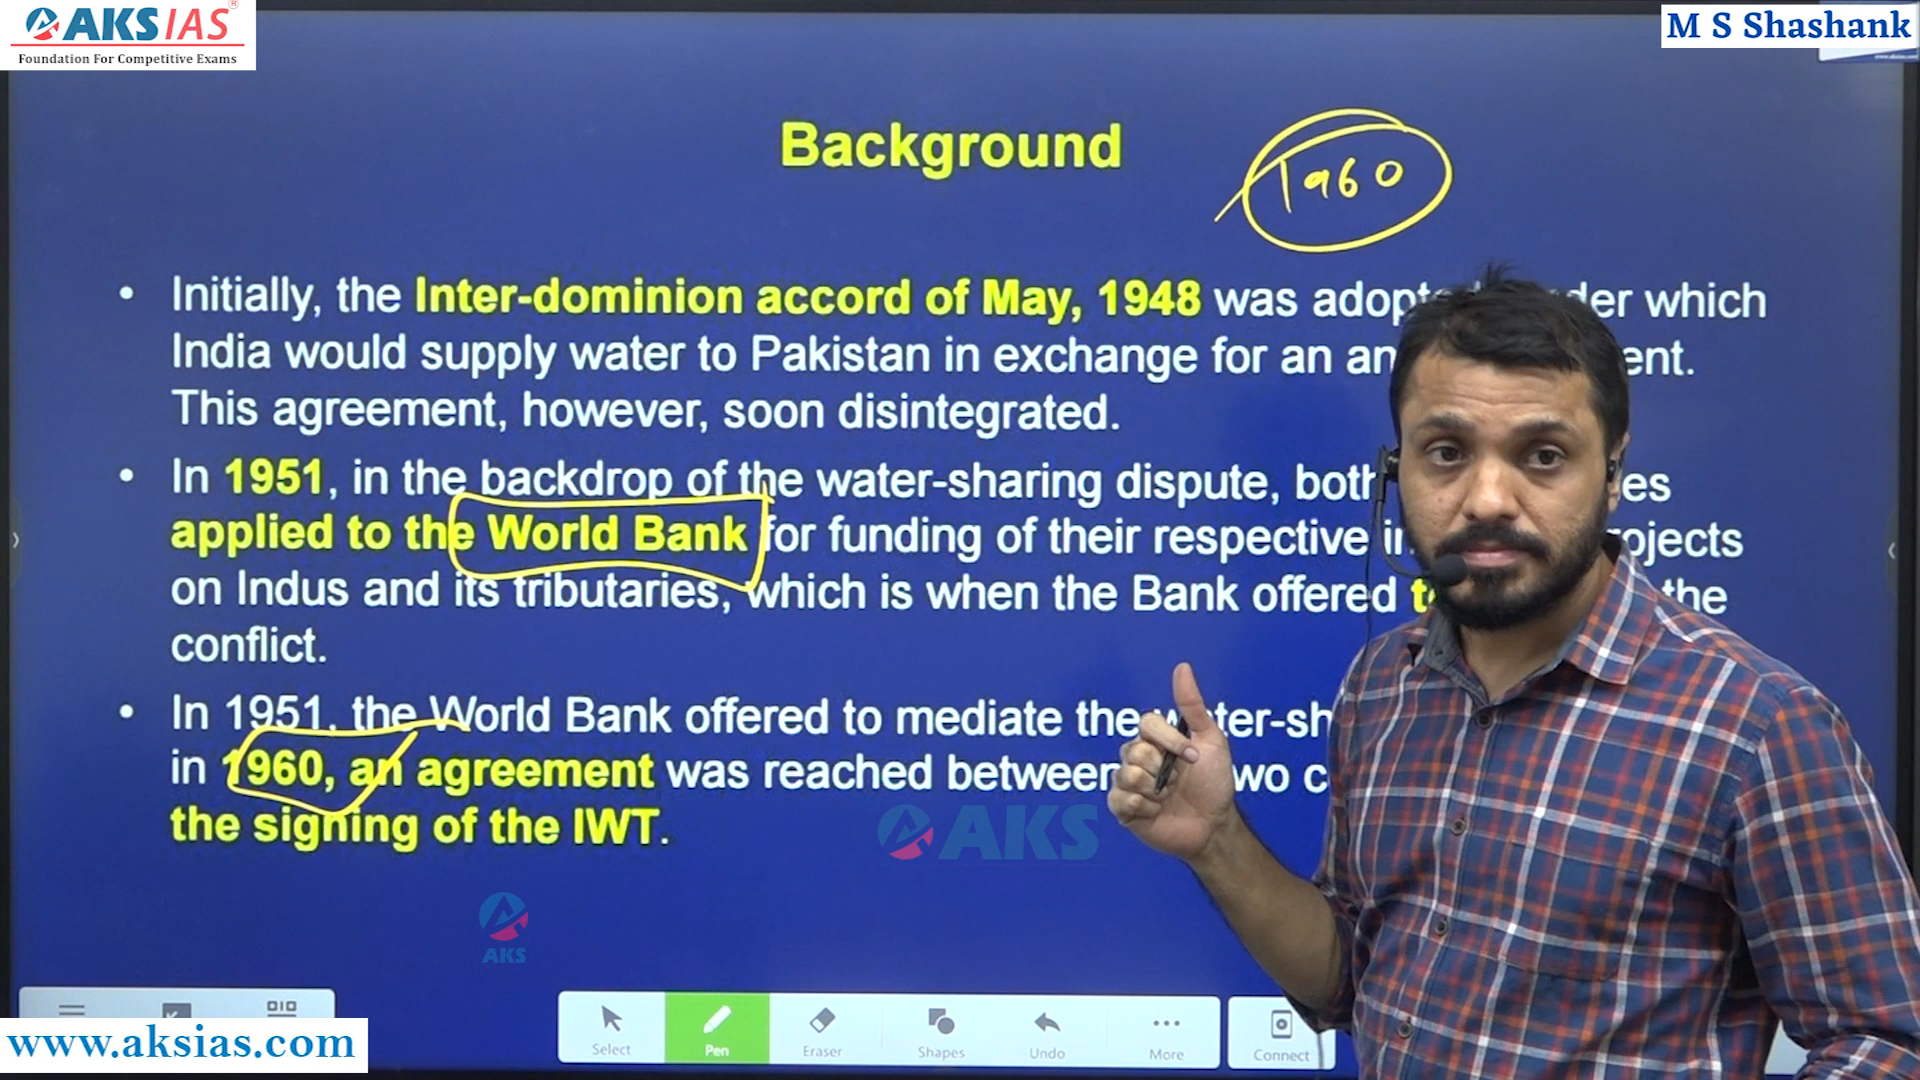 AKS IAS®
Foundation For Competitive Exams
M S Shashank
Background
1960
• Initially, the Inter-dominion accord of May, 1948 was which
India would supply water to Pakistan in exchange for an
This agreement, however, soon disintegrated.
• In 1951, in the backdrop of the water-sharing dispute, both
applied to the World Bank for funding of their respective
on Indus and its tributaries, which is when the Bank offered the
conflict.
• In 1951, the World Bank offered to mediate the
in 1960, an agreement was reached between
the signing of the IWT.
AKS
AKS
Select
Pen
Eraser
Shapes
Undo
More
Connect
www.aksias.com